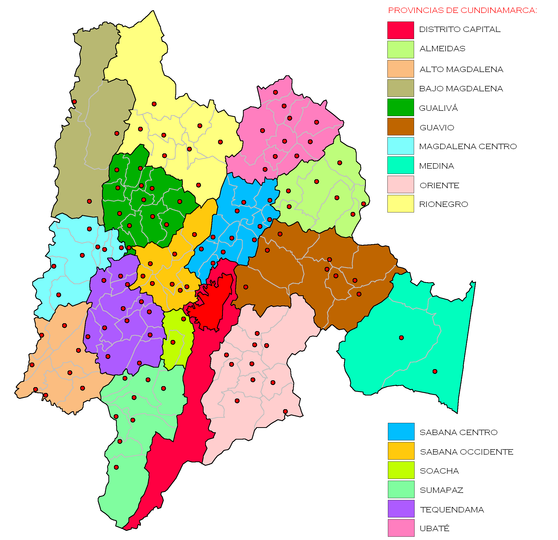 PROVINCIAS DE CUNDINAMARCA:
DISTRITO CAPITAL
ALMEIDAS
ALTO MAGDALENA
BAJO MAGDALENA
GUALIVÁ
GUAVIO
MAGDALENA CENTRO
MEDINA
ORIENTE
RIONEGRO
SABANA CENTRO
SABANA OCCIDENTE
SOACHA
SUMAPAZ
TEQUENDAMA
UBATÉ